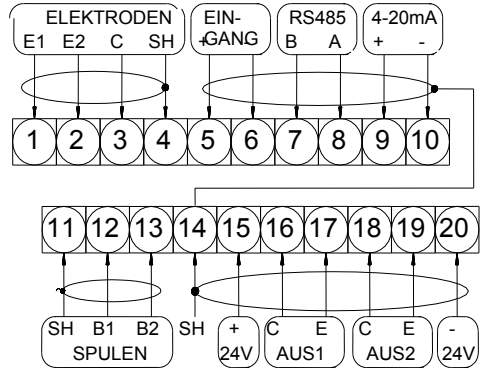 ELEKTRODEN EIN- RS485 4-20mA
E1 E2 C SH + GANG - B A + -
1 2 3 4 5 6 7 8 9 10
11 12 13 14 15 16 17 18 19 20
SH B1 B2 SH + C E C E -
SPULEN 24V AUS1 AUS2 24V